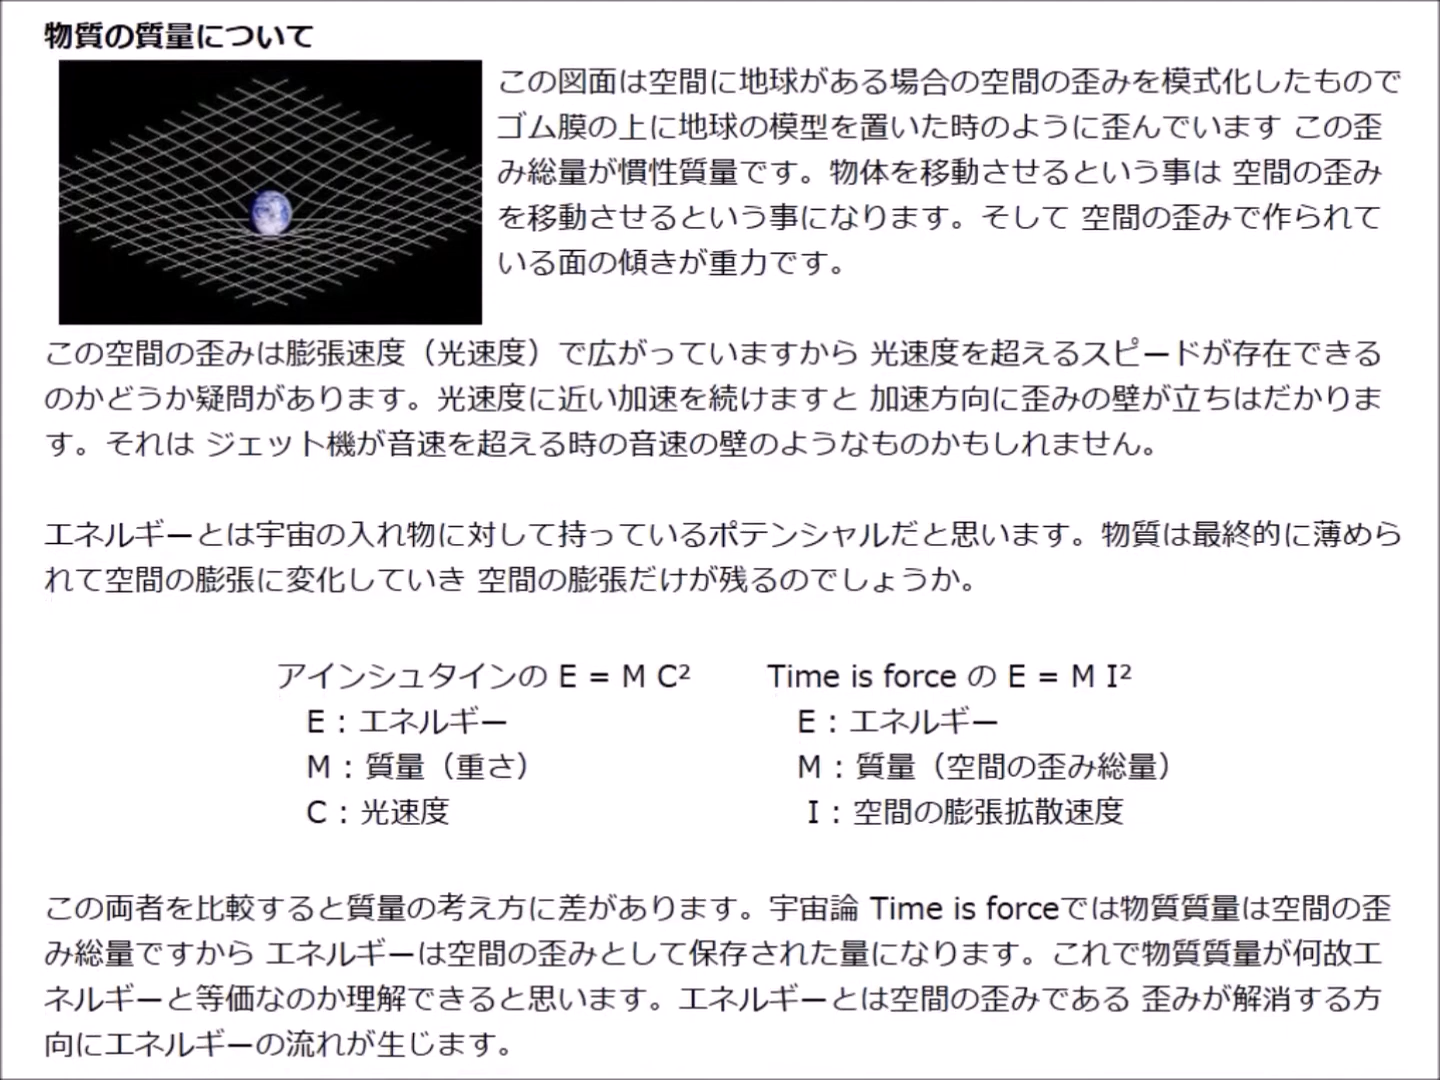 物質の質量について
この図面は空間に地球がある場合の空間の歪みを模式化したもので
ゴム膜の上に地球の模型を置いた時のように歪んでいます この歪
み総量が慣性質量です。物体を移動させるという事は 空間の歪み
を移動させるという事になります。そして 空間の歪みで作られて
いる面の傾きが重力です。
この空間の歪みは膨張速度（光速度）で広がっていますから 光速度を超えるスピードが存在できる
のかどうか疑問があります。光速度に近い加速を続けますと 加速方向に歪みの壁が立ちはだかりま
す。それは ジェット機が音速を超える時の音速の壁のようなものかもしれません。
エネルギーとは宇宙の入れ物に対して持っているポテンシャルだと思います。物質は最終的に薄めら
れて空間の膨張に変化していき 空間の膨張だけが残るのでしょうか。
アインシュタインの E = M C² Time is force の E = M I²
E：エネルギー E：エネルギー
M：質量（重さ） M：質量（空間の歪み総量）
C：光速度 I：空間の膨張拡散速度
この両者を比較すると質量の考え方に差があります。宇宙論 Time is forceでは物質質量は空間の歪
み総量ですから エネルギーは空間の歪みとして保存された量になります。これで物質質量が何故エ
ネルギーと等価なのか理解できると思います。エネルギーとは空間の歪みである 歪みが解消する方
向にエネルギーの流れが生じます。